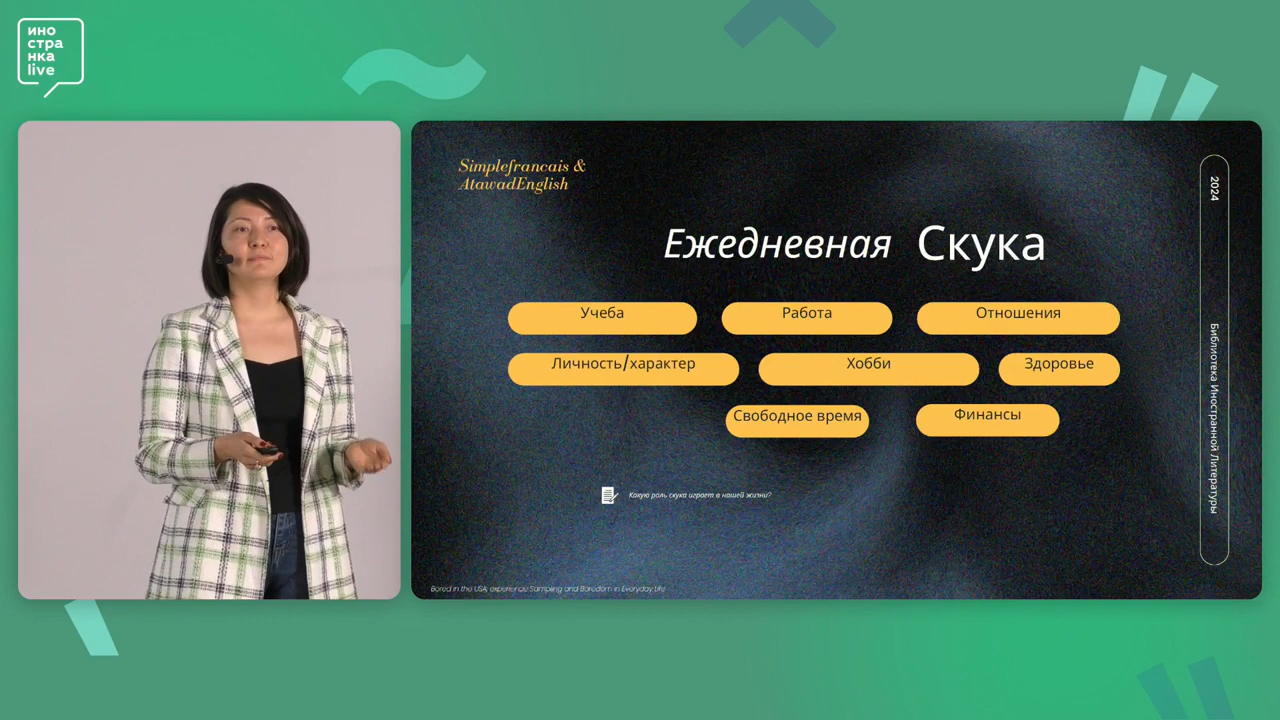 ино
стра
нка
live
Simplefrancais &
AtawadEnglish
2024
Ежедневная Скука
Учеба
Работа
Отношения
Личность/характер
Хобби
Здоровье
Свободное время
Финансы
Библиотека Иностранной Литературы
Какую роль скука играет в нашей жизни?
Bored in the USA: experience Sampling and Boredom in Everyday Life